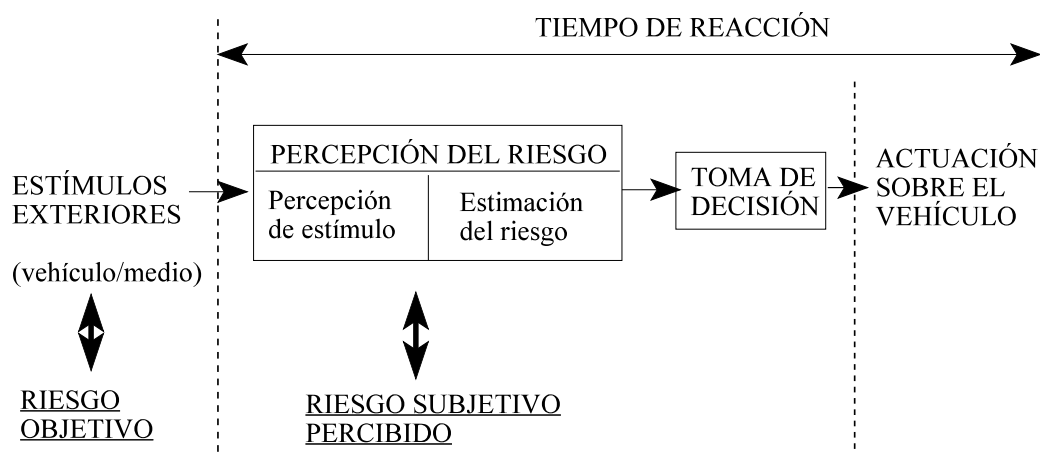 TIEMPO DE REACCIÓN
ESTÍMULOS
EXTERIORES
(vehículo/medio)
PERCEPCIÓN DEL RIESGO
Percepción
de estímulo
Estimación
del riesgo
TOMA DE
DECISIÓN
ACTUACIÓN
SOBRE EL
VEHÍCULO
RIESGO
OBJETIVO
RIESGO SUBJETIVO
PERCIBIDO